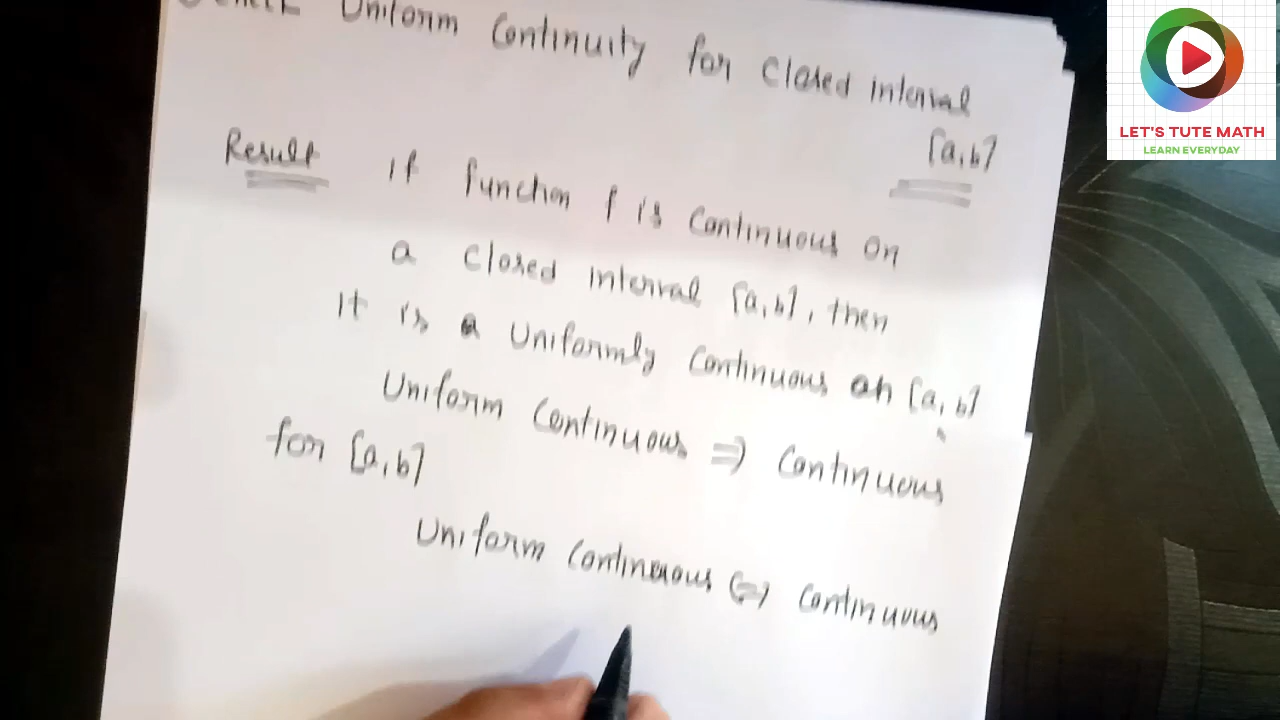 Uniform Continuity for closed interval
[a,b]
Result If function f is continuous on
a closed interval [a,b], then
it is a Uniformly continuous on [a,b]
Uniform continuous => continuous
for [a,b]
Uniform continuous <=> continuous
LET'S TUTE MATH
LEARN EVERYDAY